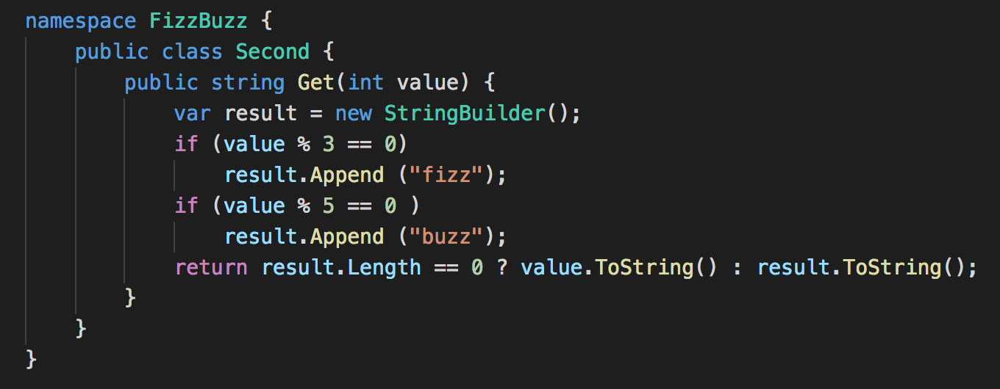 namespace FizzBuzz {
    public class Second {
        public string Get(int value) {
            var result = new StringBuilder();
            if (value % 3 == 0)
                result.Append ("fizz");
            if (value % 5 == 0 )
                result.Append ("buzz");
            return result.Length == 0 ? value.ToString() : result.ToString();
        }
    }
}